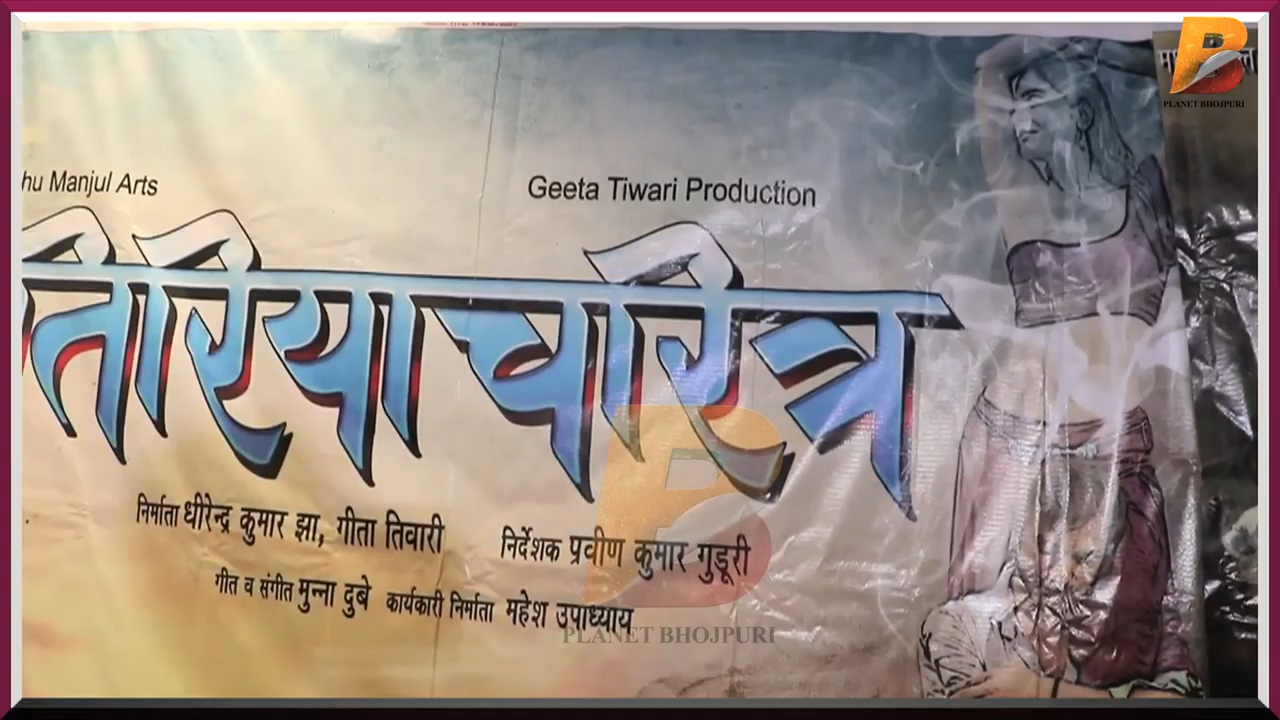 PLANET BHOJPURI
hu Manjul Arts
Geeta Tiwari Production
तिरिया चरित्र
निर्माता धीरेन्द्र कुमार झा, गीता तिवारी
निर्देशक प्रवीण कुमार गुडूरी
गीत व संगीत मुन्ना दुबे कार्यकारी निर्माता महेश उपाध्याय
PLANET BHOJPURI